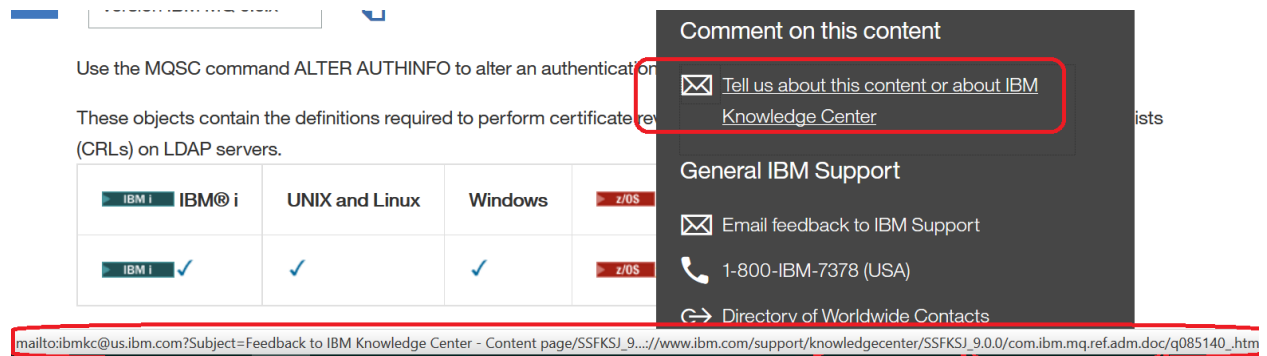 Comment on this content
Use the MQSC command ALTER AUTHINFO to alter an authentication
Tell us about this content or about IBM
Knowledge Center
These objects contain the definitions required to perform certificate rev
ists
(CRLs) on LDAP servers.
General IBM Support
IBM i IBM® i UNIX and Linux Windows z/OS
Email feedback to IBM Support
IBM i ✓ ✓ ✓ z/OS
1-800-IBM-7378 (USA)
Directory of Worldwide Contacts
mailto:ibmkc@us.ibm.com?Subject=Feedback to IBM Knowledge Center - Content page/SSFKSJ_9...://www.ibm.com/support/knowledgecenter/SSFKSJ_9.0.0/com.ibm.mq.ref.adm.doc/q085140_.htm